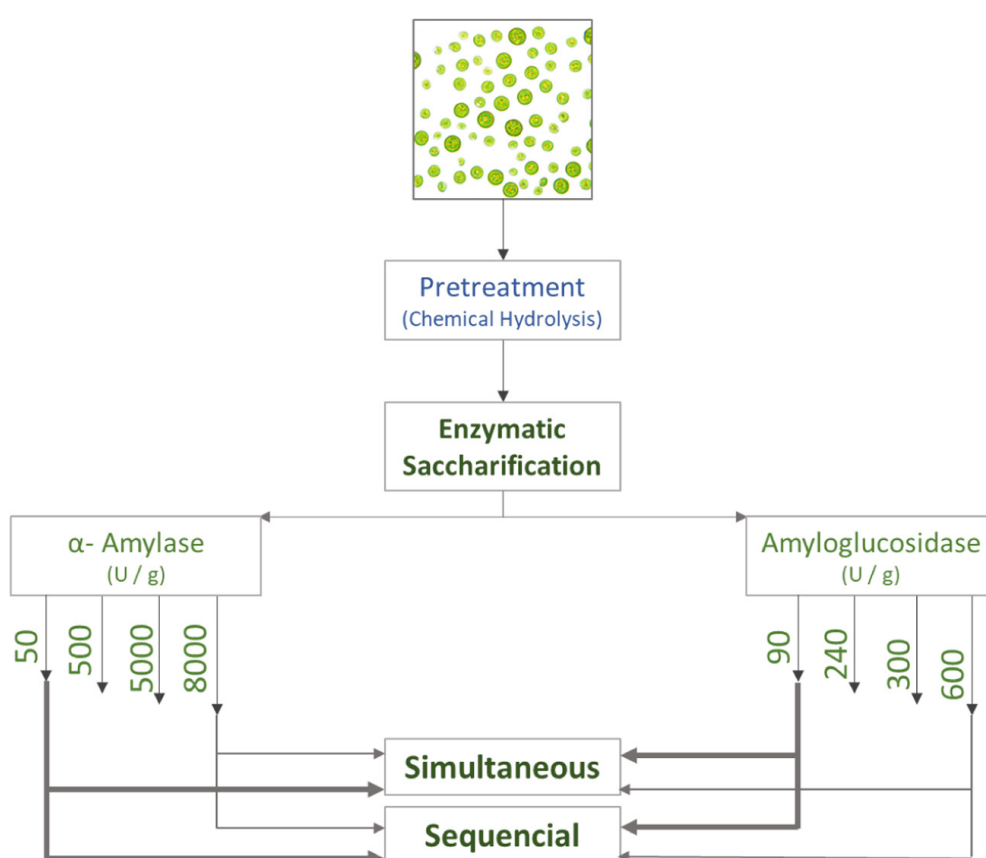 Pretreatment
(Chemical Hydrolysis)
Enzymatic
Saccharification
α- Amylase
(U / g)
Amyloglucosidase
(U / g)
50
500
5000
8000
90
240
300
600
Simultaneous
Sequencial